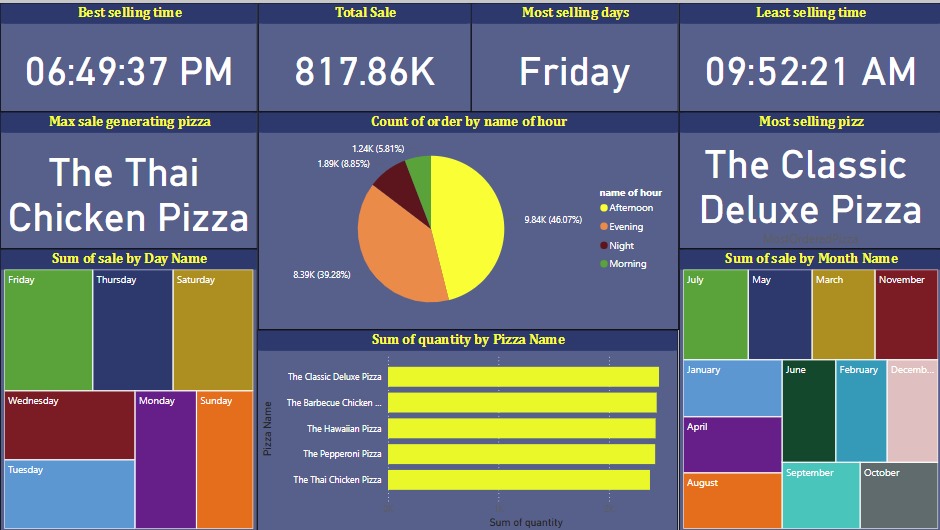 Best selling time
06:49:37 PM
Total Sale
817.86K
Most selling days
Friday
Least selling time
09:52:21 AM
Max sale generating pizza
The Thai
Chicken Pizza
Count of order by name of hour
1.24K (5.81%)
1.89K (8.85%)
9.84K (46.07%)
8.39K (39.28%)
name of hour
Afternoon
Evening
Night
Morning
Most selling pizz
The Classic
Deluxe Pizza
Sum of sale by Day Name
Friday
Thursday
Saturday
Wednesday
Monday
Sunday
Tuesday
Sum of quantity by Pizza Name
Pizza Name
The Classic Deluxe Pizza
The Barbecue Chicken ...
The Hawaiian Pizza
The Pepperoni Pizza
The Thai Chicken Pizza
Sum of quantity
Sum of sale by Month Name
July
May
March
November
January
June
February
Decemb...
April
August
September
October